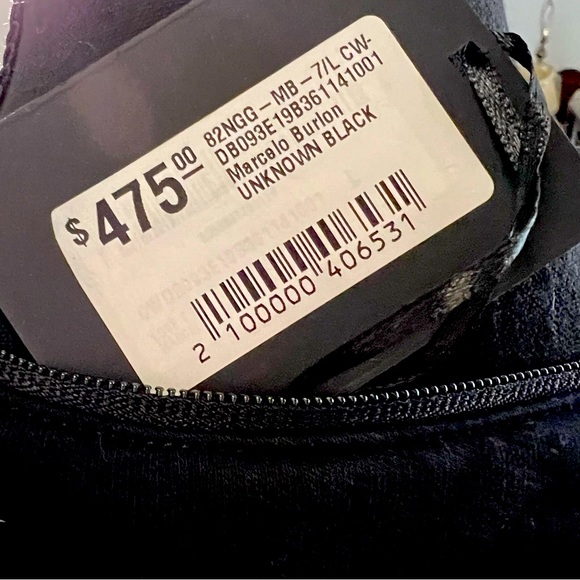 $475.00
82NGG-MB-7/L CW-
DB093E19B361141001
Marcelo Burlon
UNKNOWN BLACK
2 100000 406531